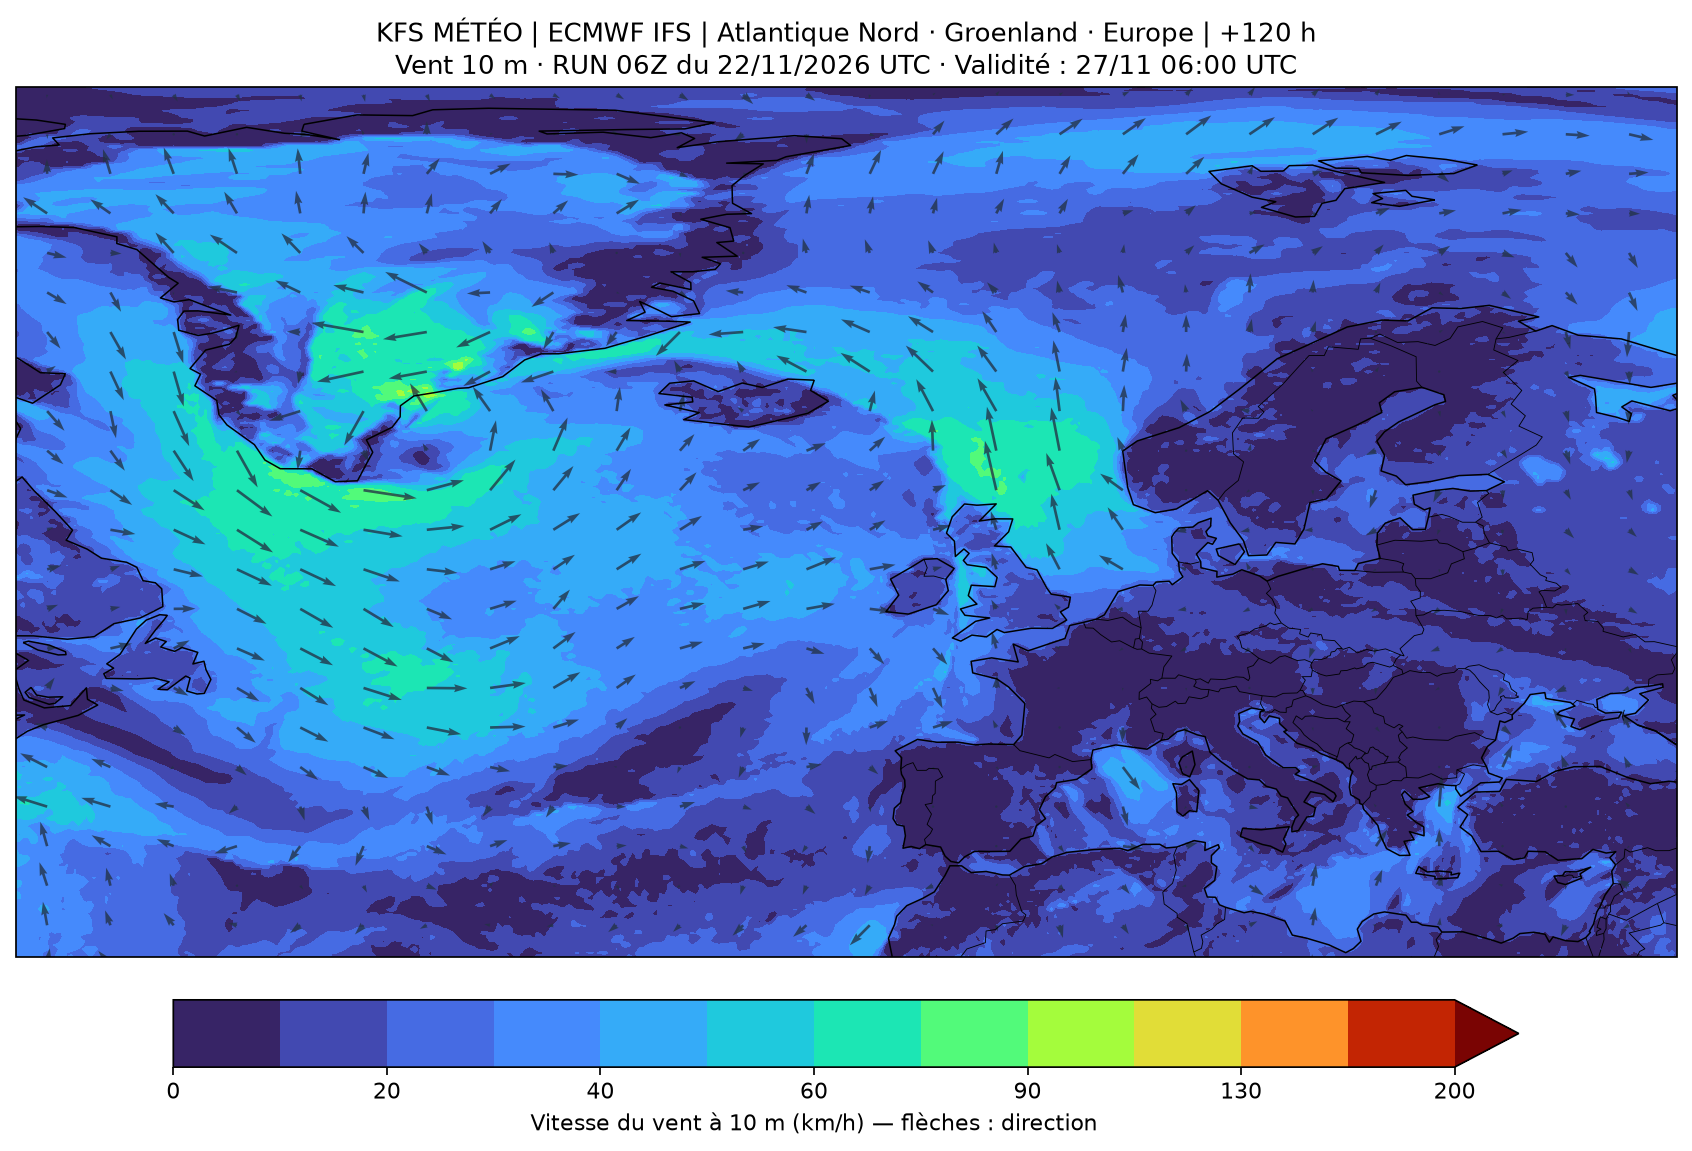 KFS MÉTÉO | ECMWF IFS | Atlantique Nord · Groenland · Europe | +120 h
Vent 10 m · RUN 06Z du 22/11/2026 UTC · Validité : 27/11 06:00 UTC
0 20 40 60 90 130 200
Vitesse du vent à 10 m (km/h) — flèches : direction